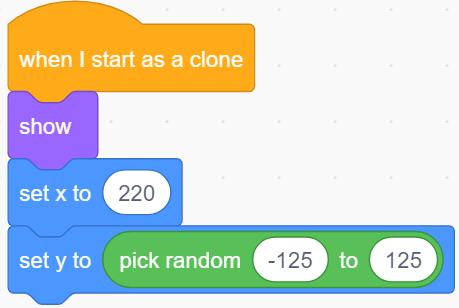 when I start as a clone
show
set x to 220
set y to pick random -125 to 125